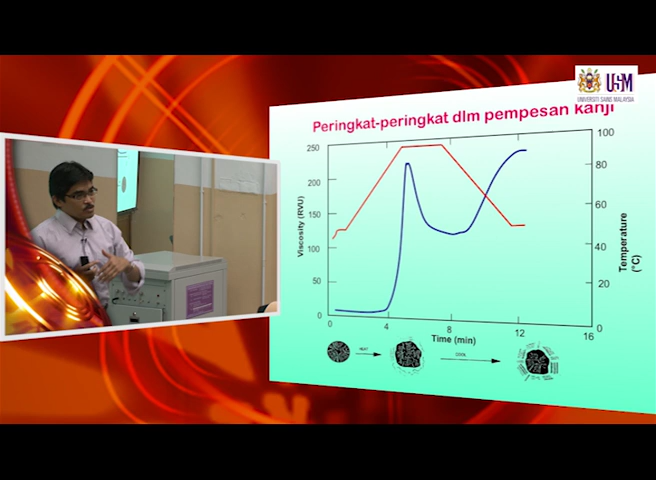 USM
UNIVERSITI SAINS MALAYSIA
Peringkat-peringkat dlm pempesan kanji
250
200
150
100
50
0
Viscosity (RVU)
100
80
60
40
20
0
Temperature
(°C)
0
4
8
12
16
Time (min)
HEAT
COOL